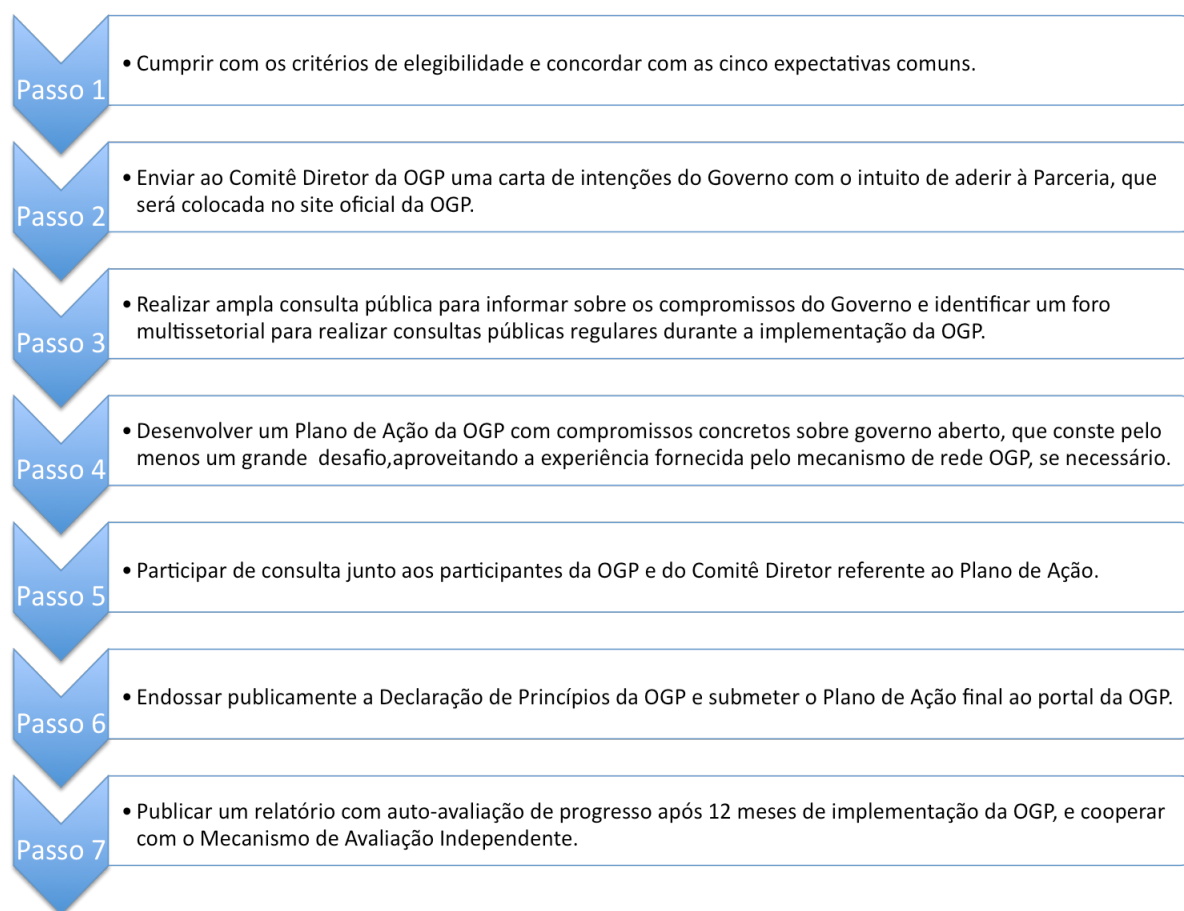 Passo 1
• Cumprir com os critérios de elegibilidade e concordar com as cinco expectativas comuns.
Passo 2
• Enviar ao Comitê Diretor da OGP uma carta de intenções do Governo com o intuito de aderir à Parceria, que
será colocada no site oficial da OGP.
Passo 3
• Realizar ampla consulta pública para informar sobre os compromissos do Governo e identificar um foro
multissetorial para realizar consultas públicas regulares durante a implementação da OGP.
Passo 4
• Desenvolver um Plano de Ação da OGP com compromissos concretos sobre governo aberto, que conste pelo
menos um grande  desafio,aproveitando a experiência fornecida pelo mecanismo de rede OGP, se necessário.
Passo 5
• Participar de consulta junto aos participantes da OGP e do Comitê Diretor referente ao Plano de Ação.
Passo 6
• Endossar publicamente a Declaração de Princípios da OGP e submeter o Plano de Ação final ao portal da OGP.
Passo 7
• Publicar um relatório com auto-avaliação de progresso após 12 meses de implementação da OGP, e cooperar
com o Mecanismo de Avaliação Independente.